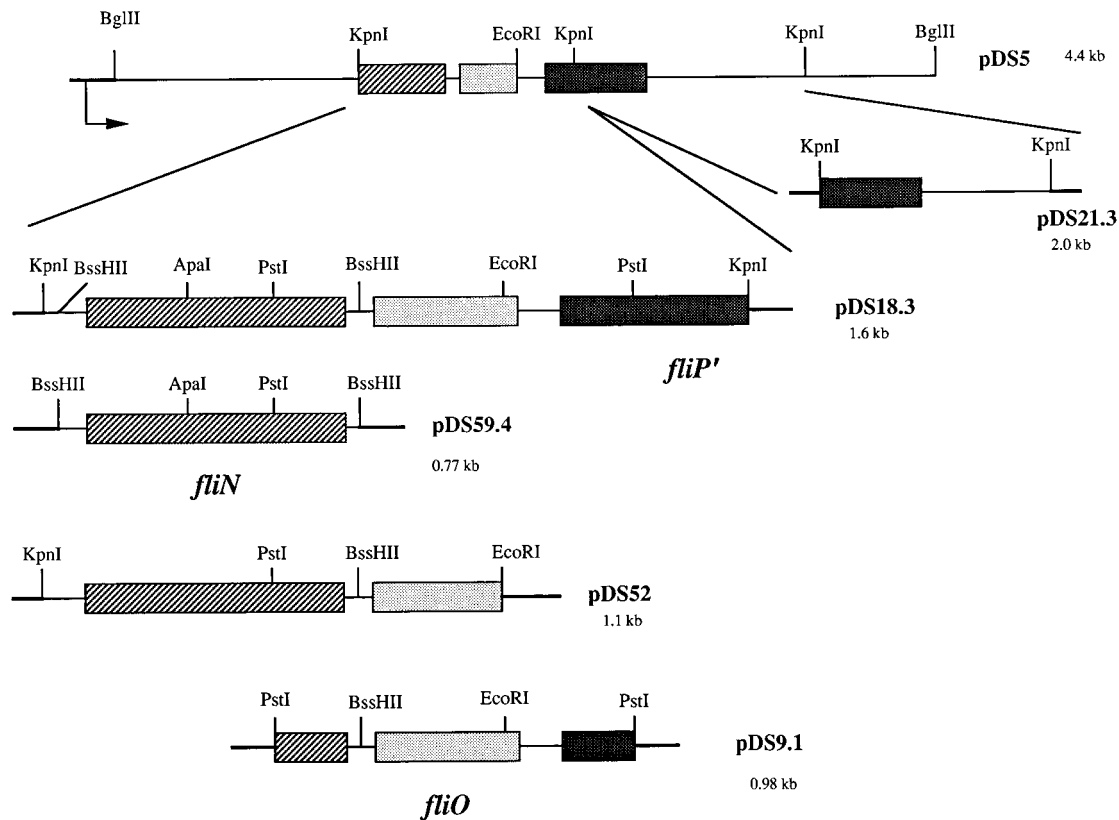 BglII
KpnI
EcoRI
KpnI
KpnI
BglII
pDS5
4.4 kb
KpnI
KpnI
pDS21.3
2.0 kb
KpnI
BssHII
ApaI
PstI
BssHII
EcoRI
PstI
KpnI
pDS18.3
1.6 kb
fliP'
BssHII
ApaI
PstI
BssHII
pDS59.4
0.77 kb
fliN
KpnI
PstI
BssHII
EcoRI
pDS52
1.1 kb
PstI
BssHII
EcoRI
PstI
pDS9.1
0.98 kb
fliO